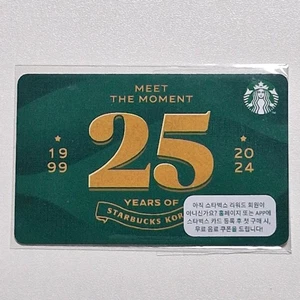 MEET
THE MOMENT
25
19
99
20
24
YEARS OF
STARBUCKS KOR
아직 스타벅스 리워드 회원이
아니신가요? 홈페이지 또는 APP에
스타벅스 카드 등록 후 첫 구매 시,
무료 음료 쿠폰을 드립니다!